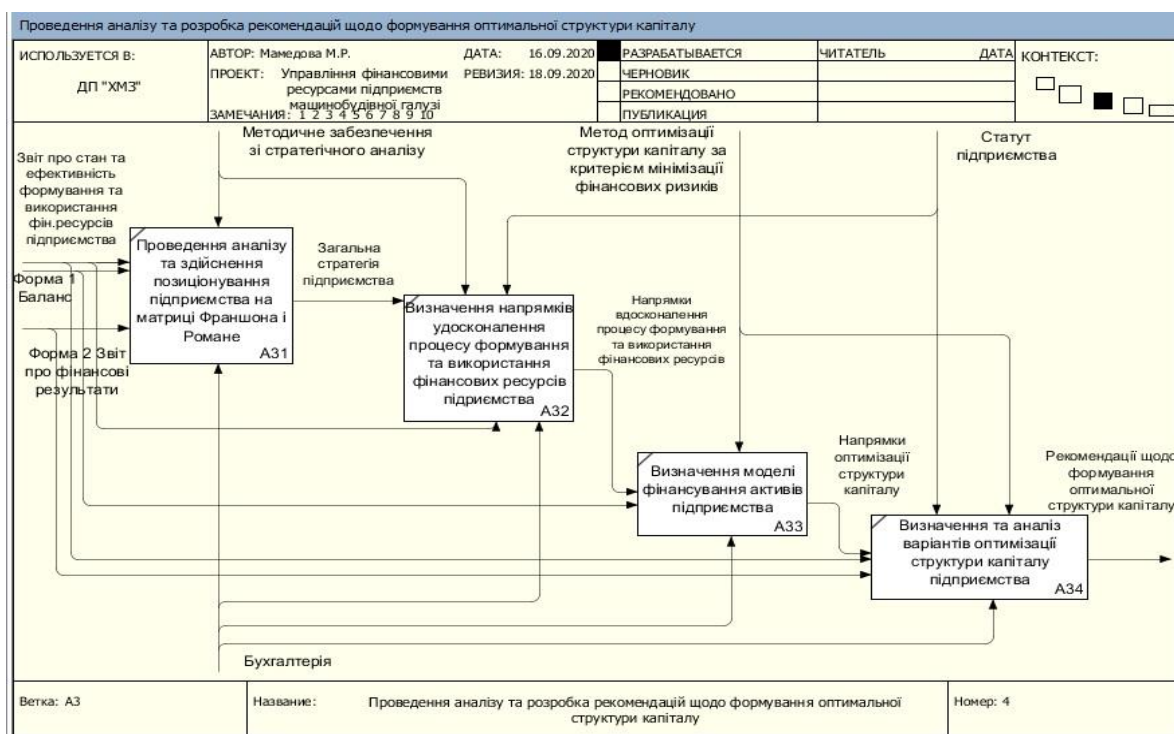 Проведення аналізу та розробка рекомендацій щодо формування оптимальної структури капіталу
ИСПОЛЬЗУЕТСЯ В:
ДП "ХМЗ"
АВТОР: Мамедова М.Р.
ДАТА: 16.09.2020
ПРОЕКТ: Управління фінансовими
ресурсами підприємств
машинобудівної галузі
РЕВИЗИЯ: 18.09.2020
ЗАМЕЧАНИЯ: 1 2 3 4 5 6 7 8 9 10
РАЗРАБАТЫВАЕТСЯ
ЧЕРНОВИК
РЕКОМЕНДОВАНО
ПУБЛИКАЦИЯ
ЧИТАТЕЛЬ
ДАТА
КОНТЕКСТ:
Методичне забезпечення
зі стратегічного аналізу
Метод оптимізації
структури капіталу за
критерієм мінімізації
фінансових ризиків
Статут
підприємства
Звіт про стан та
ефективність
формування та
використання
фін.ресурсів
підприємства
Форма 1
Баланс
Форма 2 Звіт
про фінансові
результати
Проведення аналізу
та здійснення
позиціонування
підприємства на
матриці Франшона і
Романе
А31
Загальна
стратегія
підприємства
Визначення напрямків
удосконалення
процесу формування
та використання
фінансових ресурсів
підриємства
А32
Напрямки
вдосконалення
процесу формування
та використання
фінансових ресурсів
Визначення моделі
фінансування активів
підприємства
А33
Напрямки
оптимізації
структури
капіталу
Визначення та аналіз
варіантів оптимізації
структури капіталу
підприємства
А34
Рекомендації щодо
формування
оптимальної
структури капіталу
Бухгалтерія
Ветка: А3
Название:
Проведення аналізу та розробка рекомендацій щодо формування оптимальної
структури капіталу
Номер: 4